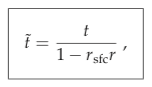 t̃ = t / (1 − r_sfc r) ,